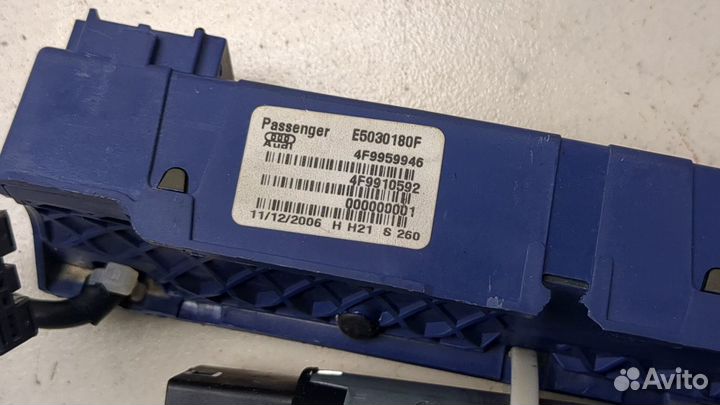 Passenger E5030180F
Audi 4F9959946
4F9910592
000000001
11/12/2006 H H21 S 260
Avito